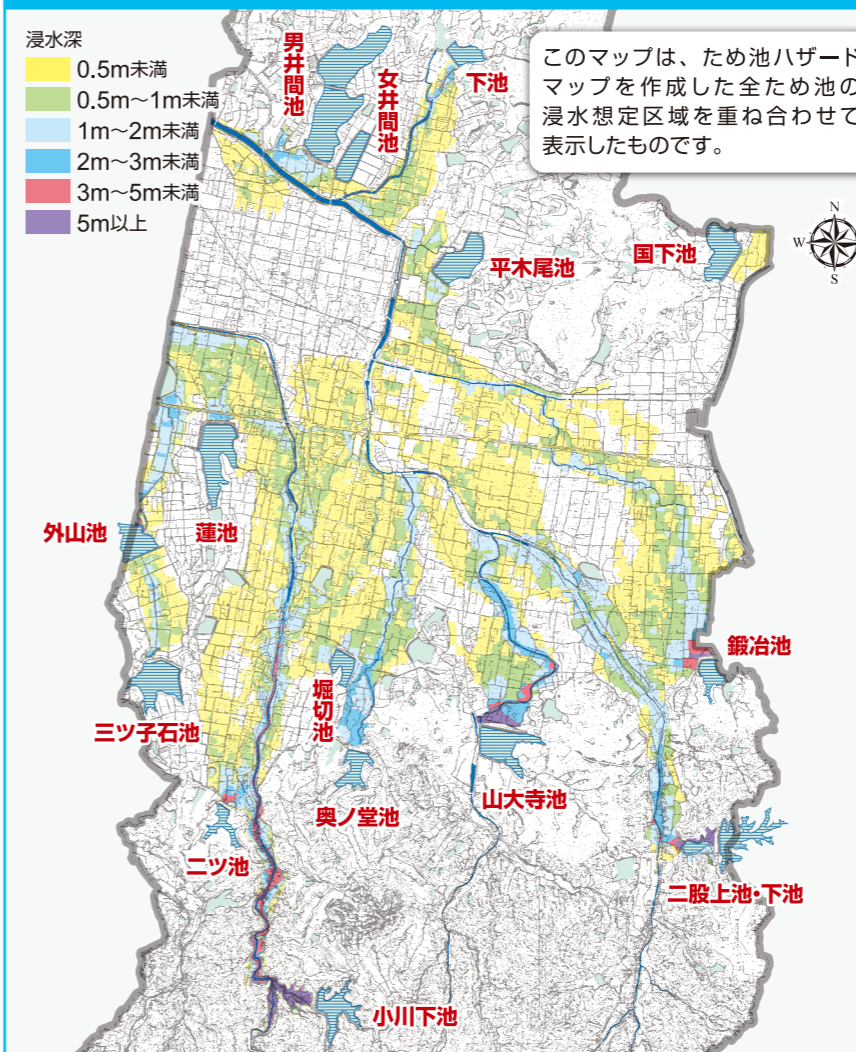 浸水深
0.5m未満
0.5m～1m未満
1m～2m未満
2m～3m未満
3m～5m未満
5m以上
このマップは、ため池ハザード
マップを作成した全ため池の
浸水想定区域を重ね合わせて
表示したものです。
男井間池
女井間池
下池
N
W
S
平木尾池
国下池
外山池
蓮池
鍛冶池
三ツ子石池
堀切池
山大寺池
奥ノ堂池
二ツ池
二股上池・下池
小川下池